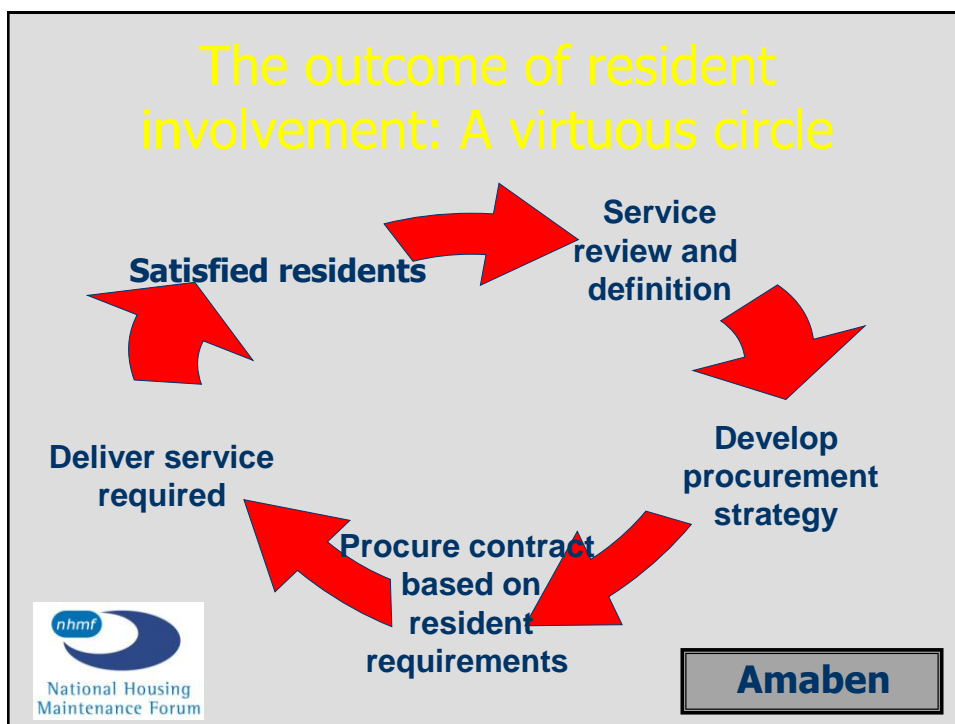 The outcome of resident
involvement: A virtuous circle
Satisfied residents
Service
review and
definition
Develop
procurement
strategy
Procure contract
based on
resident
requirements
Deliver service
required
nhmf
National Housing
Maintenance Forum
Amaben